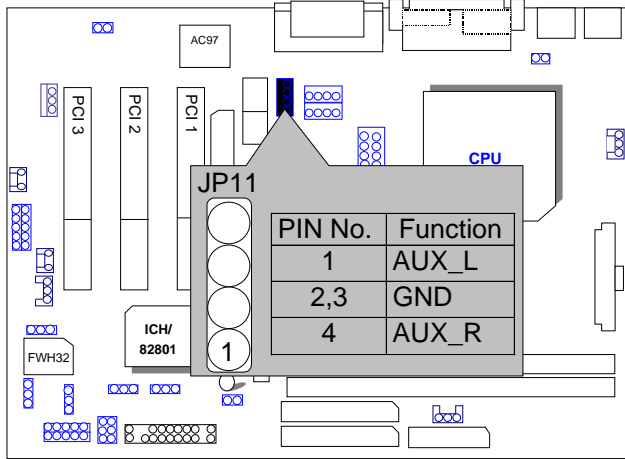 AC97
PCI 3
PCI 2
PCI 1
CPU
JP11
PIN No. Function
1 AUX_L
2,3 GND
4 AUX_R
1
ICH/
82801
FWH32